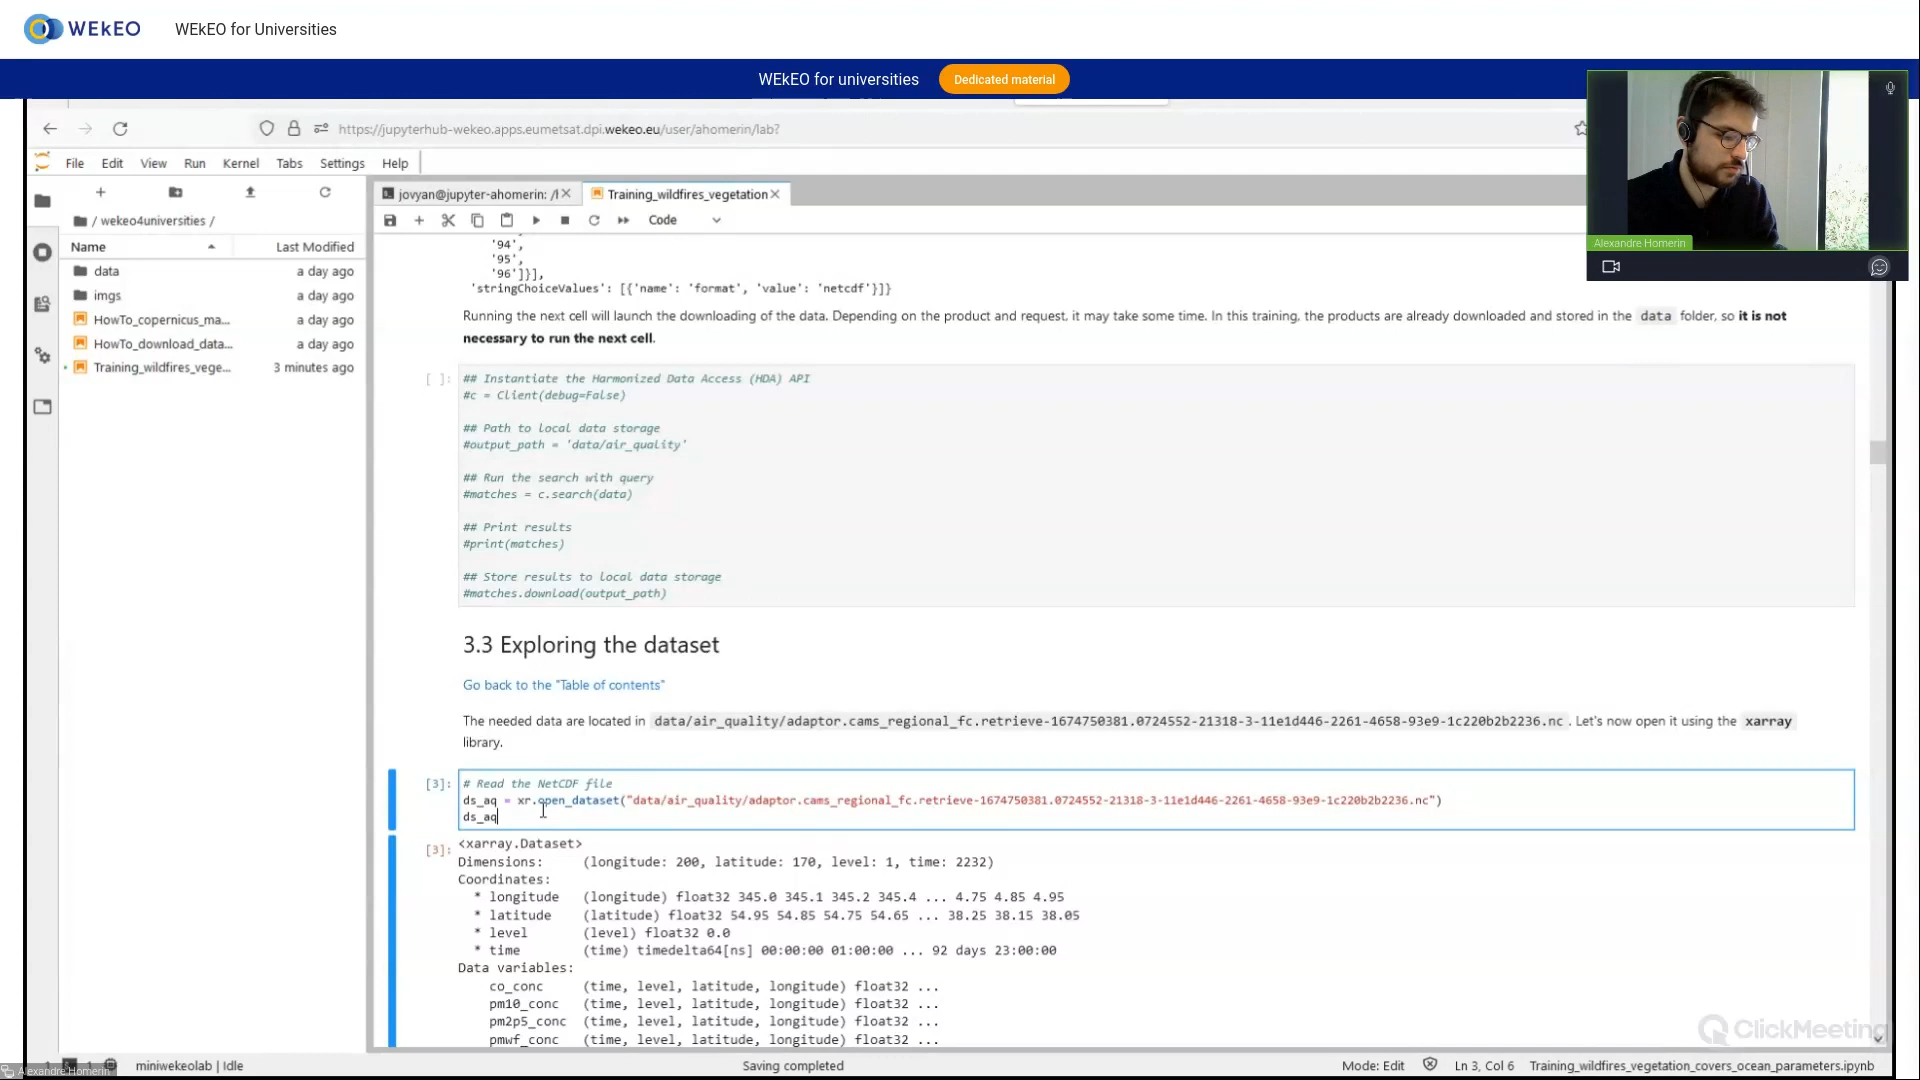 WEkEO WEkEO for Universities
WEkEO for universities Dedicated material
https://jupyterhub-wekeo.apps.eumetsat.dpi.wekeo.eu/user/ahomerin/lab?
File Edit View Run Kernel Tabs Settings Help
jovyan@jupyter-ahomerin: /
Training_wildfires_vegetation
/ wekeo4universities /
Code
Name Last Modified
data a day ago
imgs a day ago
HowTo_copernicus_ma... a day ago
HowTo_download_data... a day ago
Training_wildfires_vege... 3 minutes ago
Alexandre Homerin
'94',
'95',
'96']}],
'stringChoiceValues': [{'name': 'format', 'value': 'netcdf'}]}
Running the next cell will launch the downloading of the data. Depending on the product and request, it may take some time. In this training, the products are already downloaded and stored in the data folder, so it is not
necessary to run the next cell.
[ ]:
## Instantiate the Harmonized Data Access (HDA) API
#c = Client(debug=False)
## Path to local data storage
#output_path = 'data/air_quality'
## Run the search with query
#matches = c.search(data)
## Print results
#print(matches)
## Store results to local data storage
#matches.download(output_path)
3.3 Exploring the dataset
Go back to the "Table of contents"
The needed data are located in data/air_quality/adaptor.cams_regional_fc.retrieve-1674750381.0724552-21318-3-11e1d446-2261-4658-93e9-1c220b2b2236.nc . Let's now open it using the xarray
library.
[3]: # Read the NetCDF file
ds_aq = xr.open_dataset("data/air_quality/adaptor.cams_regional_fc.retrieve-1674750381.0724552-21318-3-11e1d446-2261-4658-93e9-1c220b2b2236.nc")
ds_aq
[3]: <xarray.Dataset>
Dimensions: (longitude: 200, latitude: 170, level: 1, time: 2232)
Coordinates:
* longitude (longitude) float32 345.0 345.1 345.2 345.4 ... 4.75 4.85 4.95
* latitude (latitude) float32 54.95 54.85 54.75 54.65 ... 38.25 38.15 38.05
* level (level) float32 0.0
* time (time) timedelta64[ns] 00:00:00 01:00:00 ... 92 days 23:00:00
Data variables:
co_conc (time, level, latitude, longitude) float32 ...
pm10_conc (time, level, latitude, longitude) float32 ...
pm2p5_conc (time, level, latitude, longitude) float32 ...
pmwf_conc (time, level, latitude, longitude) float32 ...
ClickMeeting
miniwekeolab | Idle Saving completed Mode: Edit Ln 3, Col 6 Training_wildfires_vegetation_covers_ocean_parameters.ipynb
Alexandre Homerin